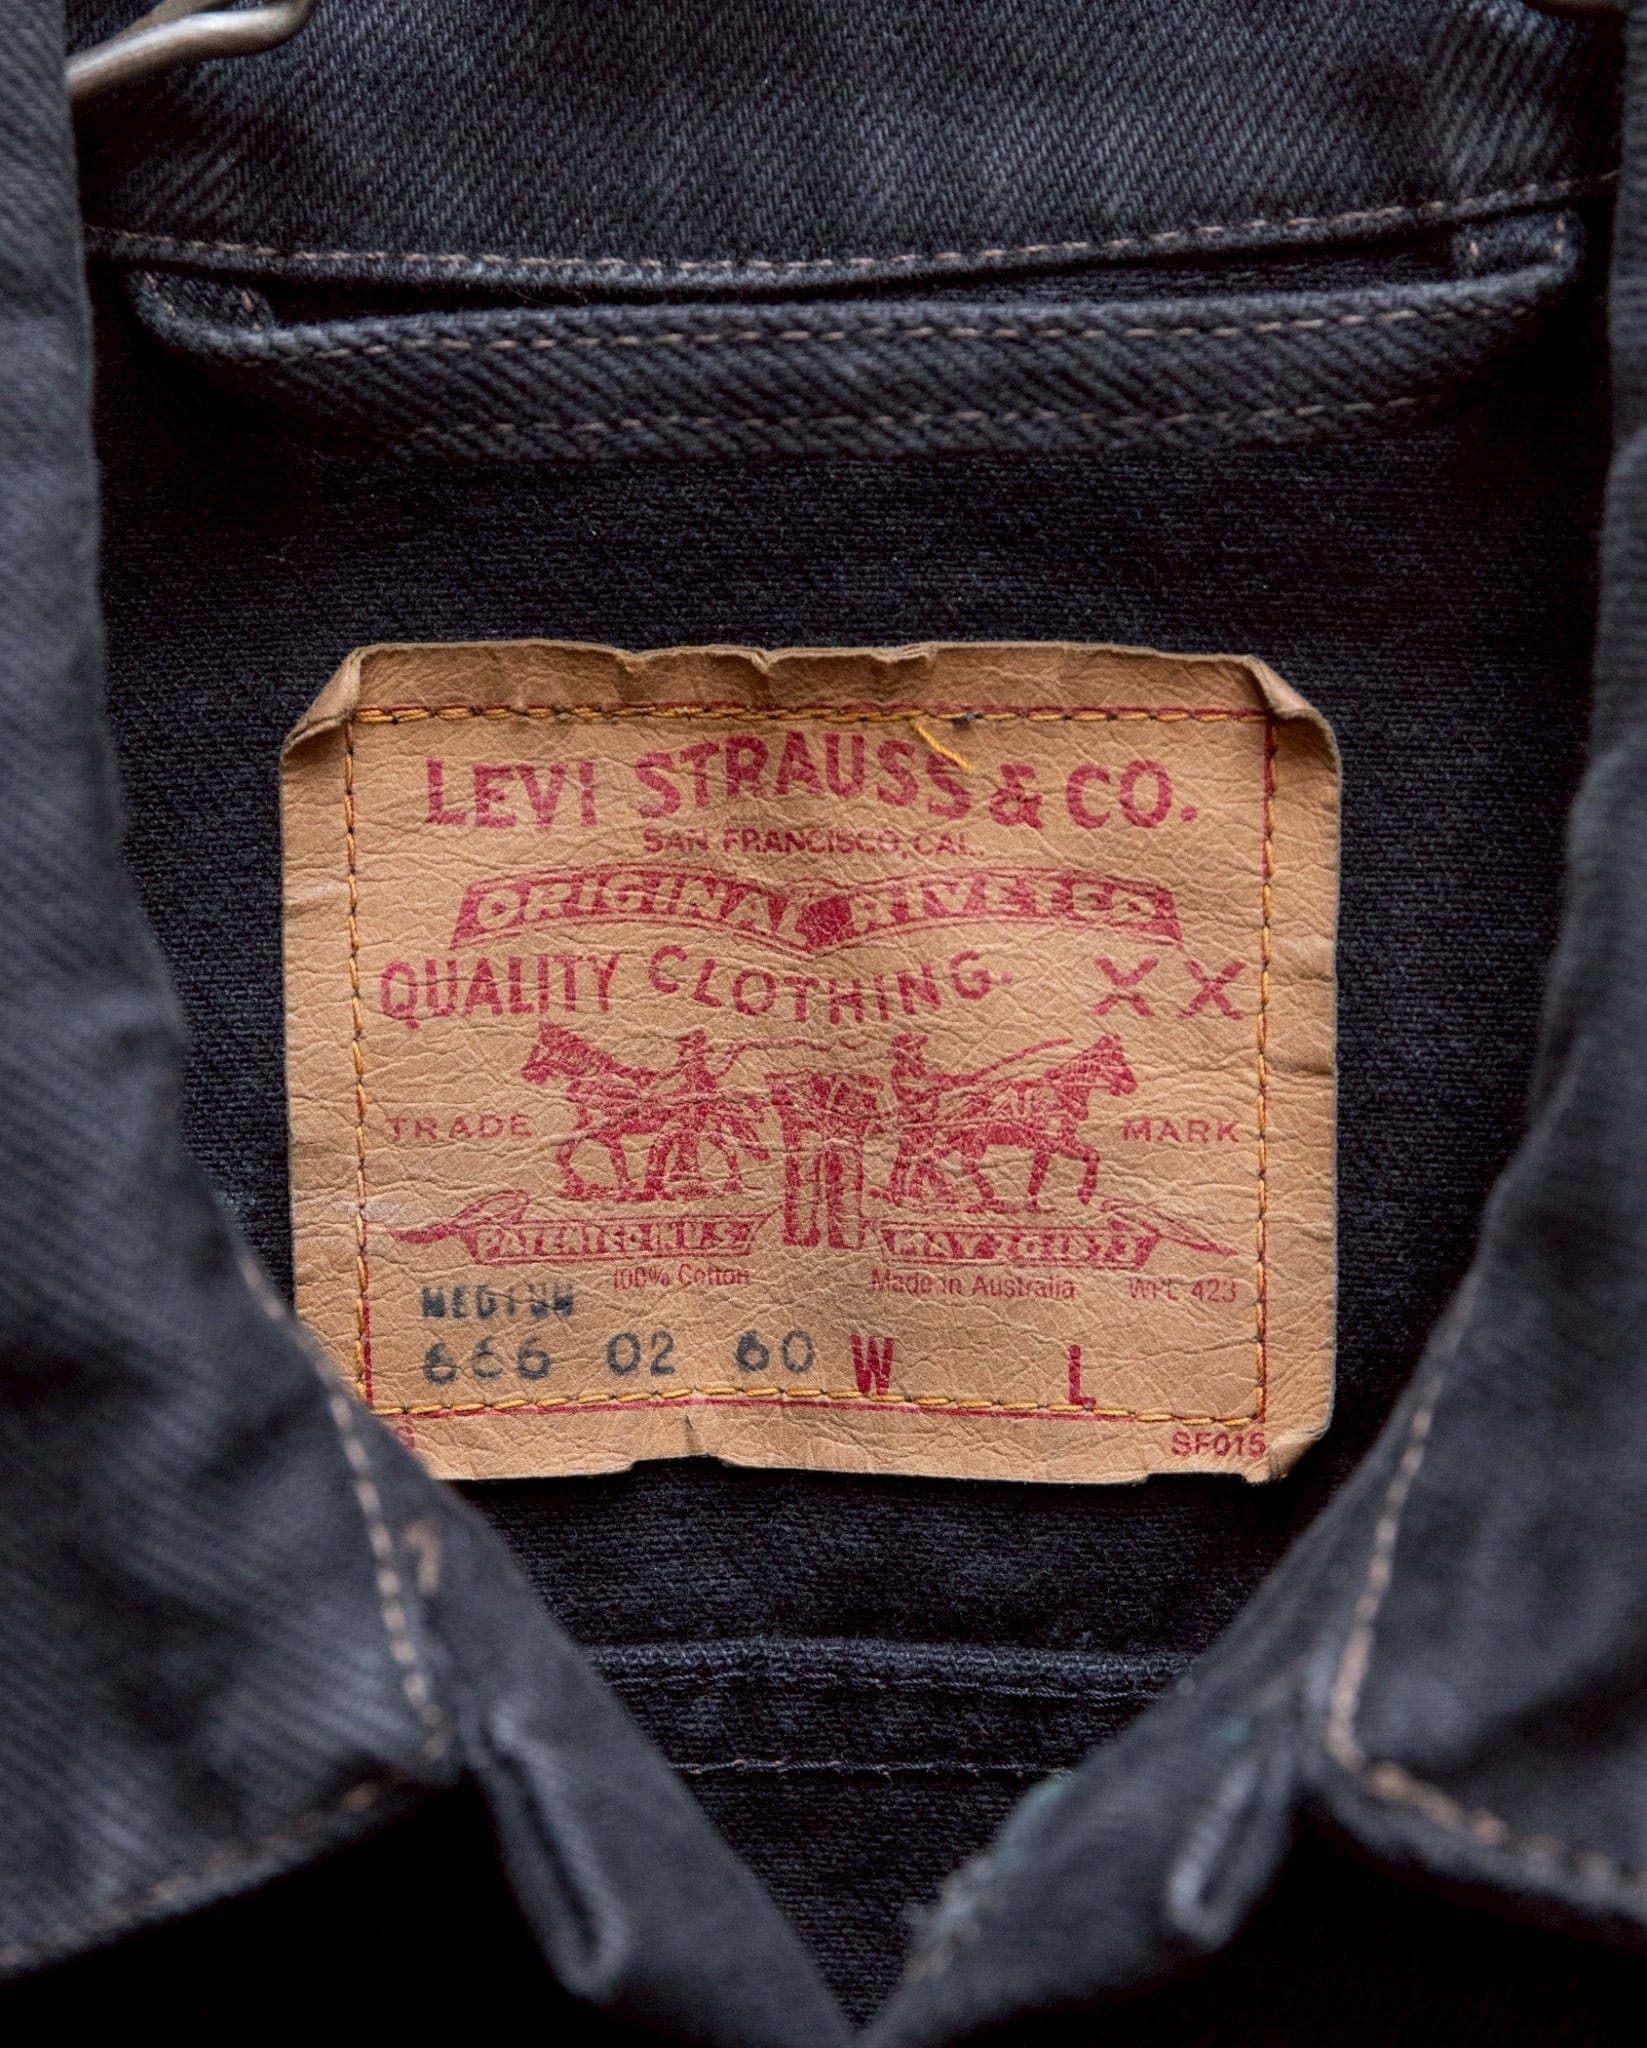 LEVI STRAUSS & CO.
SAN FRANCISCO, CAL.
ORIGINAL RIVETED
QUALITY CLOTHING. XX
TRADE MARK
PATENTED IN U.S. MAY 20 1873
100% Cotton Made in Australia WPL 423
MEDIUM
666 02 60 W L
SF015